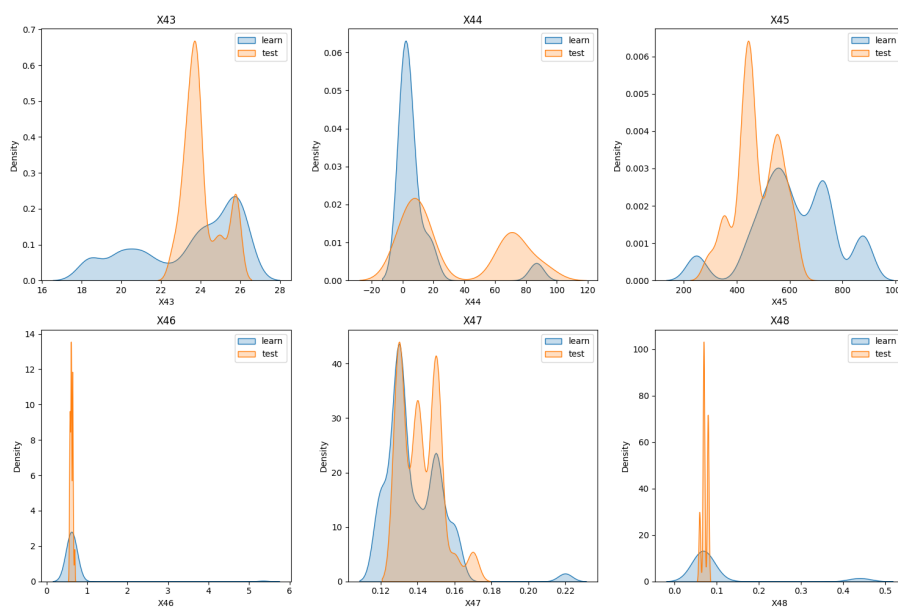 X43
learn
test
Density
0.7
0.6
0.5
0.4
0.3
0.2
0.1
0.0
16 18 20 22 24 26 28
X43
X44
learn
test
Density
0.06
0.05
0.04
0.03
0.02
0.01
0.00
−20 0 20 40 60 80 100 120
X44
X45
learn
test
Density
0.006
0.005
0.004
0.003
0.002
0.001
0.000
200 400 600 800
X45
X46
learn
test
Density
14
12
10
8
6
4
2
0
0 1 2 3 4 5 6
X46
X47
learn
test
Density
40
30
20
10
0
0.12 0.14 0.16 0.18 0.20 0.22
X47
X48
learn
test
Density
100
80
60
40
20
0
0.0 0.1 0.2 0.3 0.4 0.5
X48